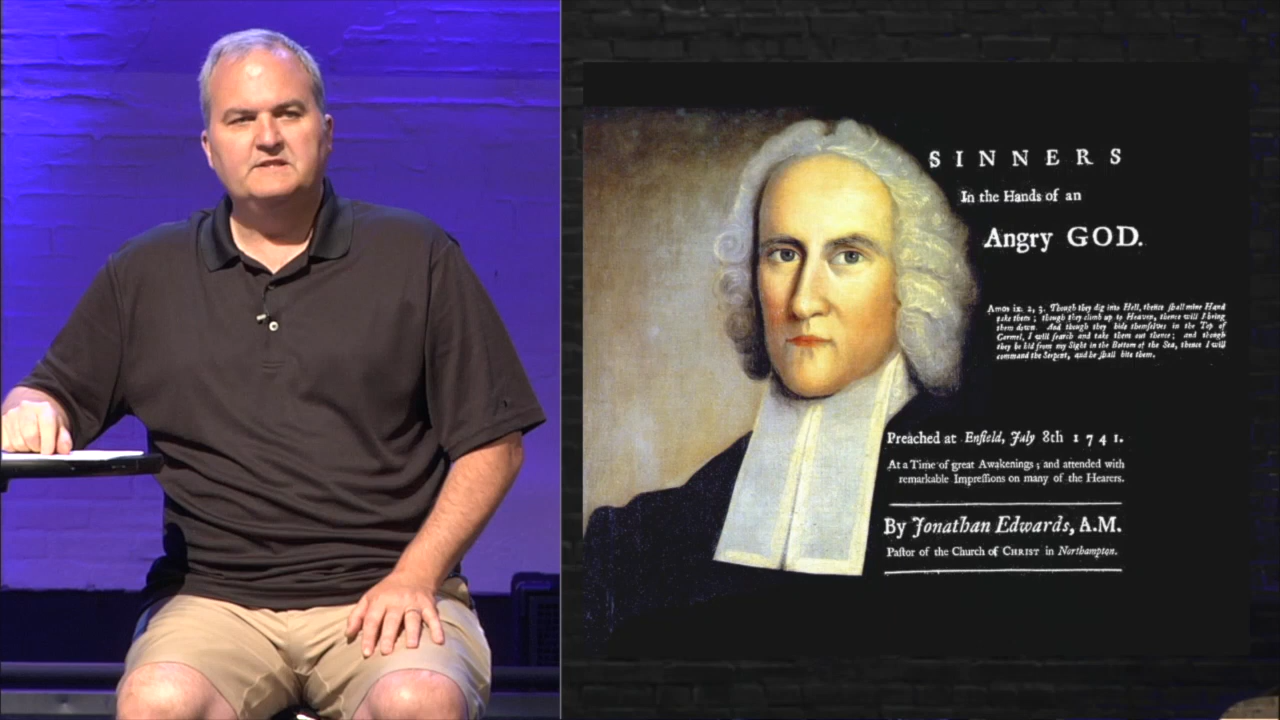 SINNERS
In the Hands of an
Angry GOD.
Amos ix. 2, 3. Though they dig into Hell, thence ſhall mine Hand
take them; though they climb up to Heaven, thence will I bring
them down. And though they hide themſelves in the Top of
Carmel, I will ſearch and take them out thence; and though
they be hid from my Sight in the Bottom of the Sea, thence I will
command the Serpent, and he ſhall bite them.
Preached at Enfield, July 8th 1741.
At a Time of great Awakenings; and attended with
remarkable Impreſſions on many of the Hearers.
By Jonathan Edwards, A.M.
Paſtor of the Church of CHRIST in Northampton.